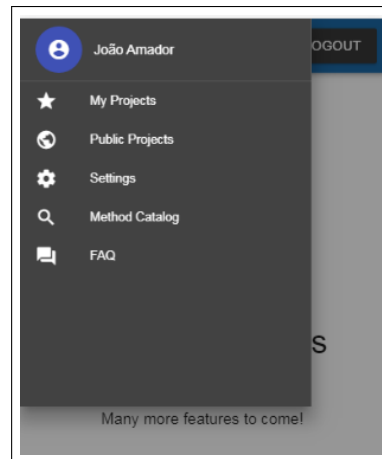 João Amador
OGOUT
My Projects
Public Projects
Settings
Method Catalog
FAQ
s
Many more features to come!